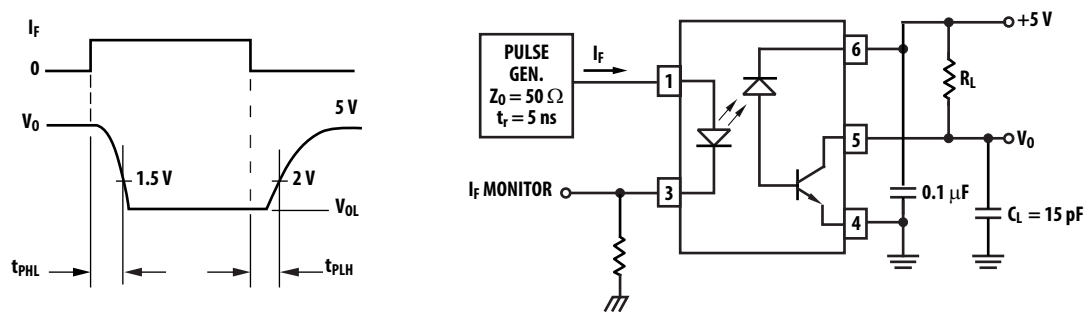 I_F
0
V_O
5 V
1.5 V
2 V
V_OL
t_PHL
t_PLH
PULSE
GEN.
Z_O = 50 Ω
t_r = 5 ns
I_F
1
3
I_F MONITOR
6
5
4
+5 V
R_L
V_O
0.1 μF
C_L = 15 pF